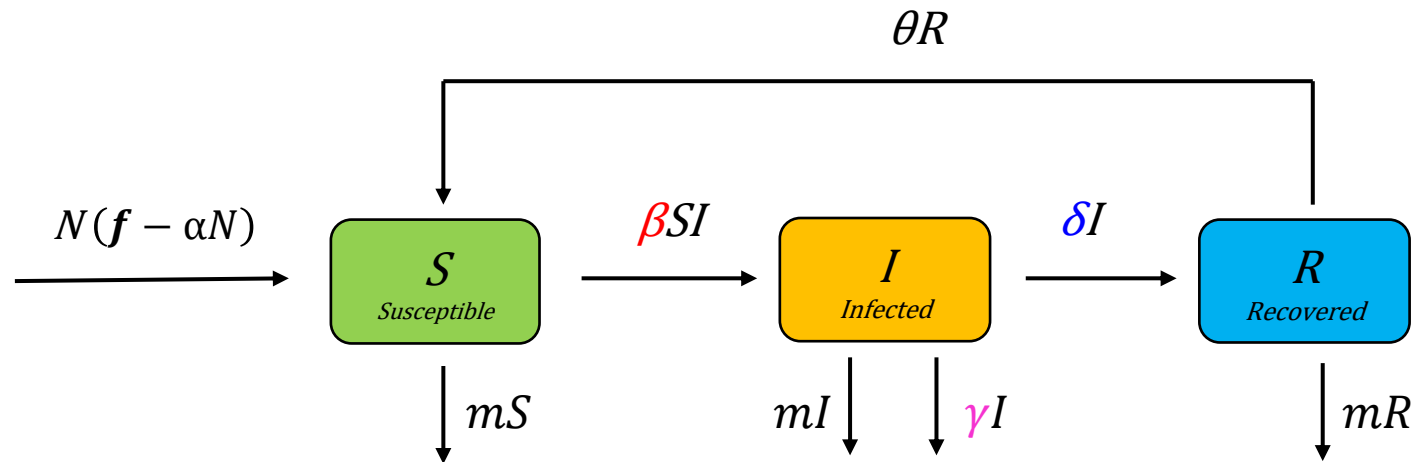 θR
N(f − αN)
βSI
δI
S
Susceptible
I
Infected
R
Recovered
mS
mI
γI
mR